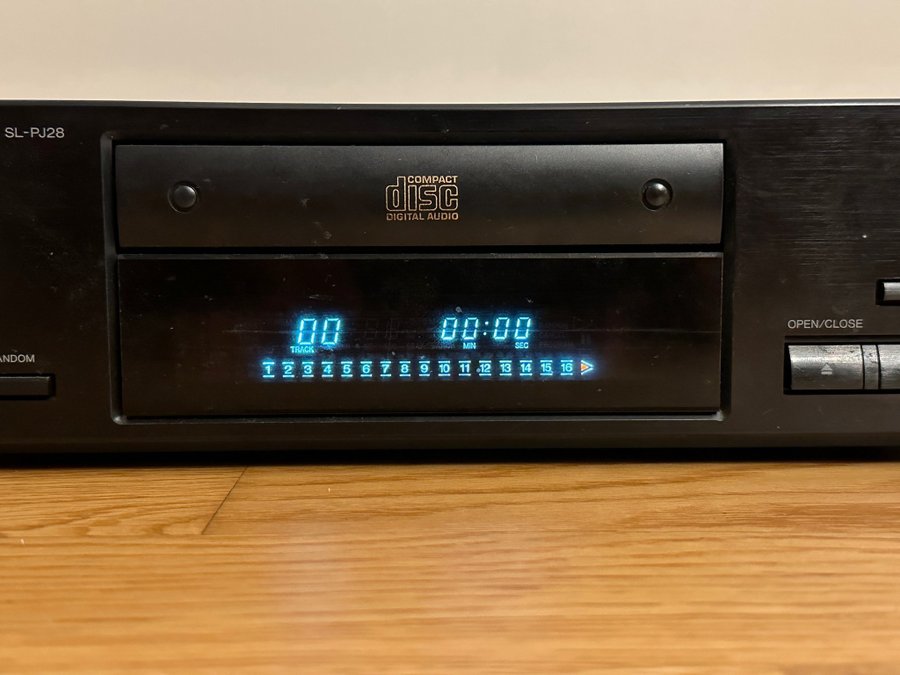 SL-PJ28
COMPACT
disc
DIGITAL AUDIO
00 00:00
TRACK MIN SEC
1 2 3 4 5 6 7 8 9 10 11 12 13 14 15 16
OPEN/CLOSE
ANDOM